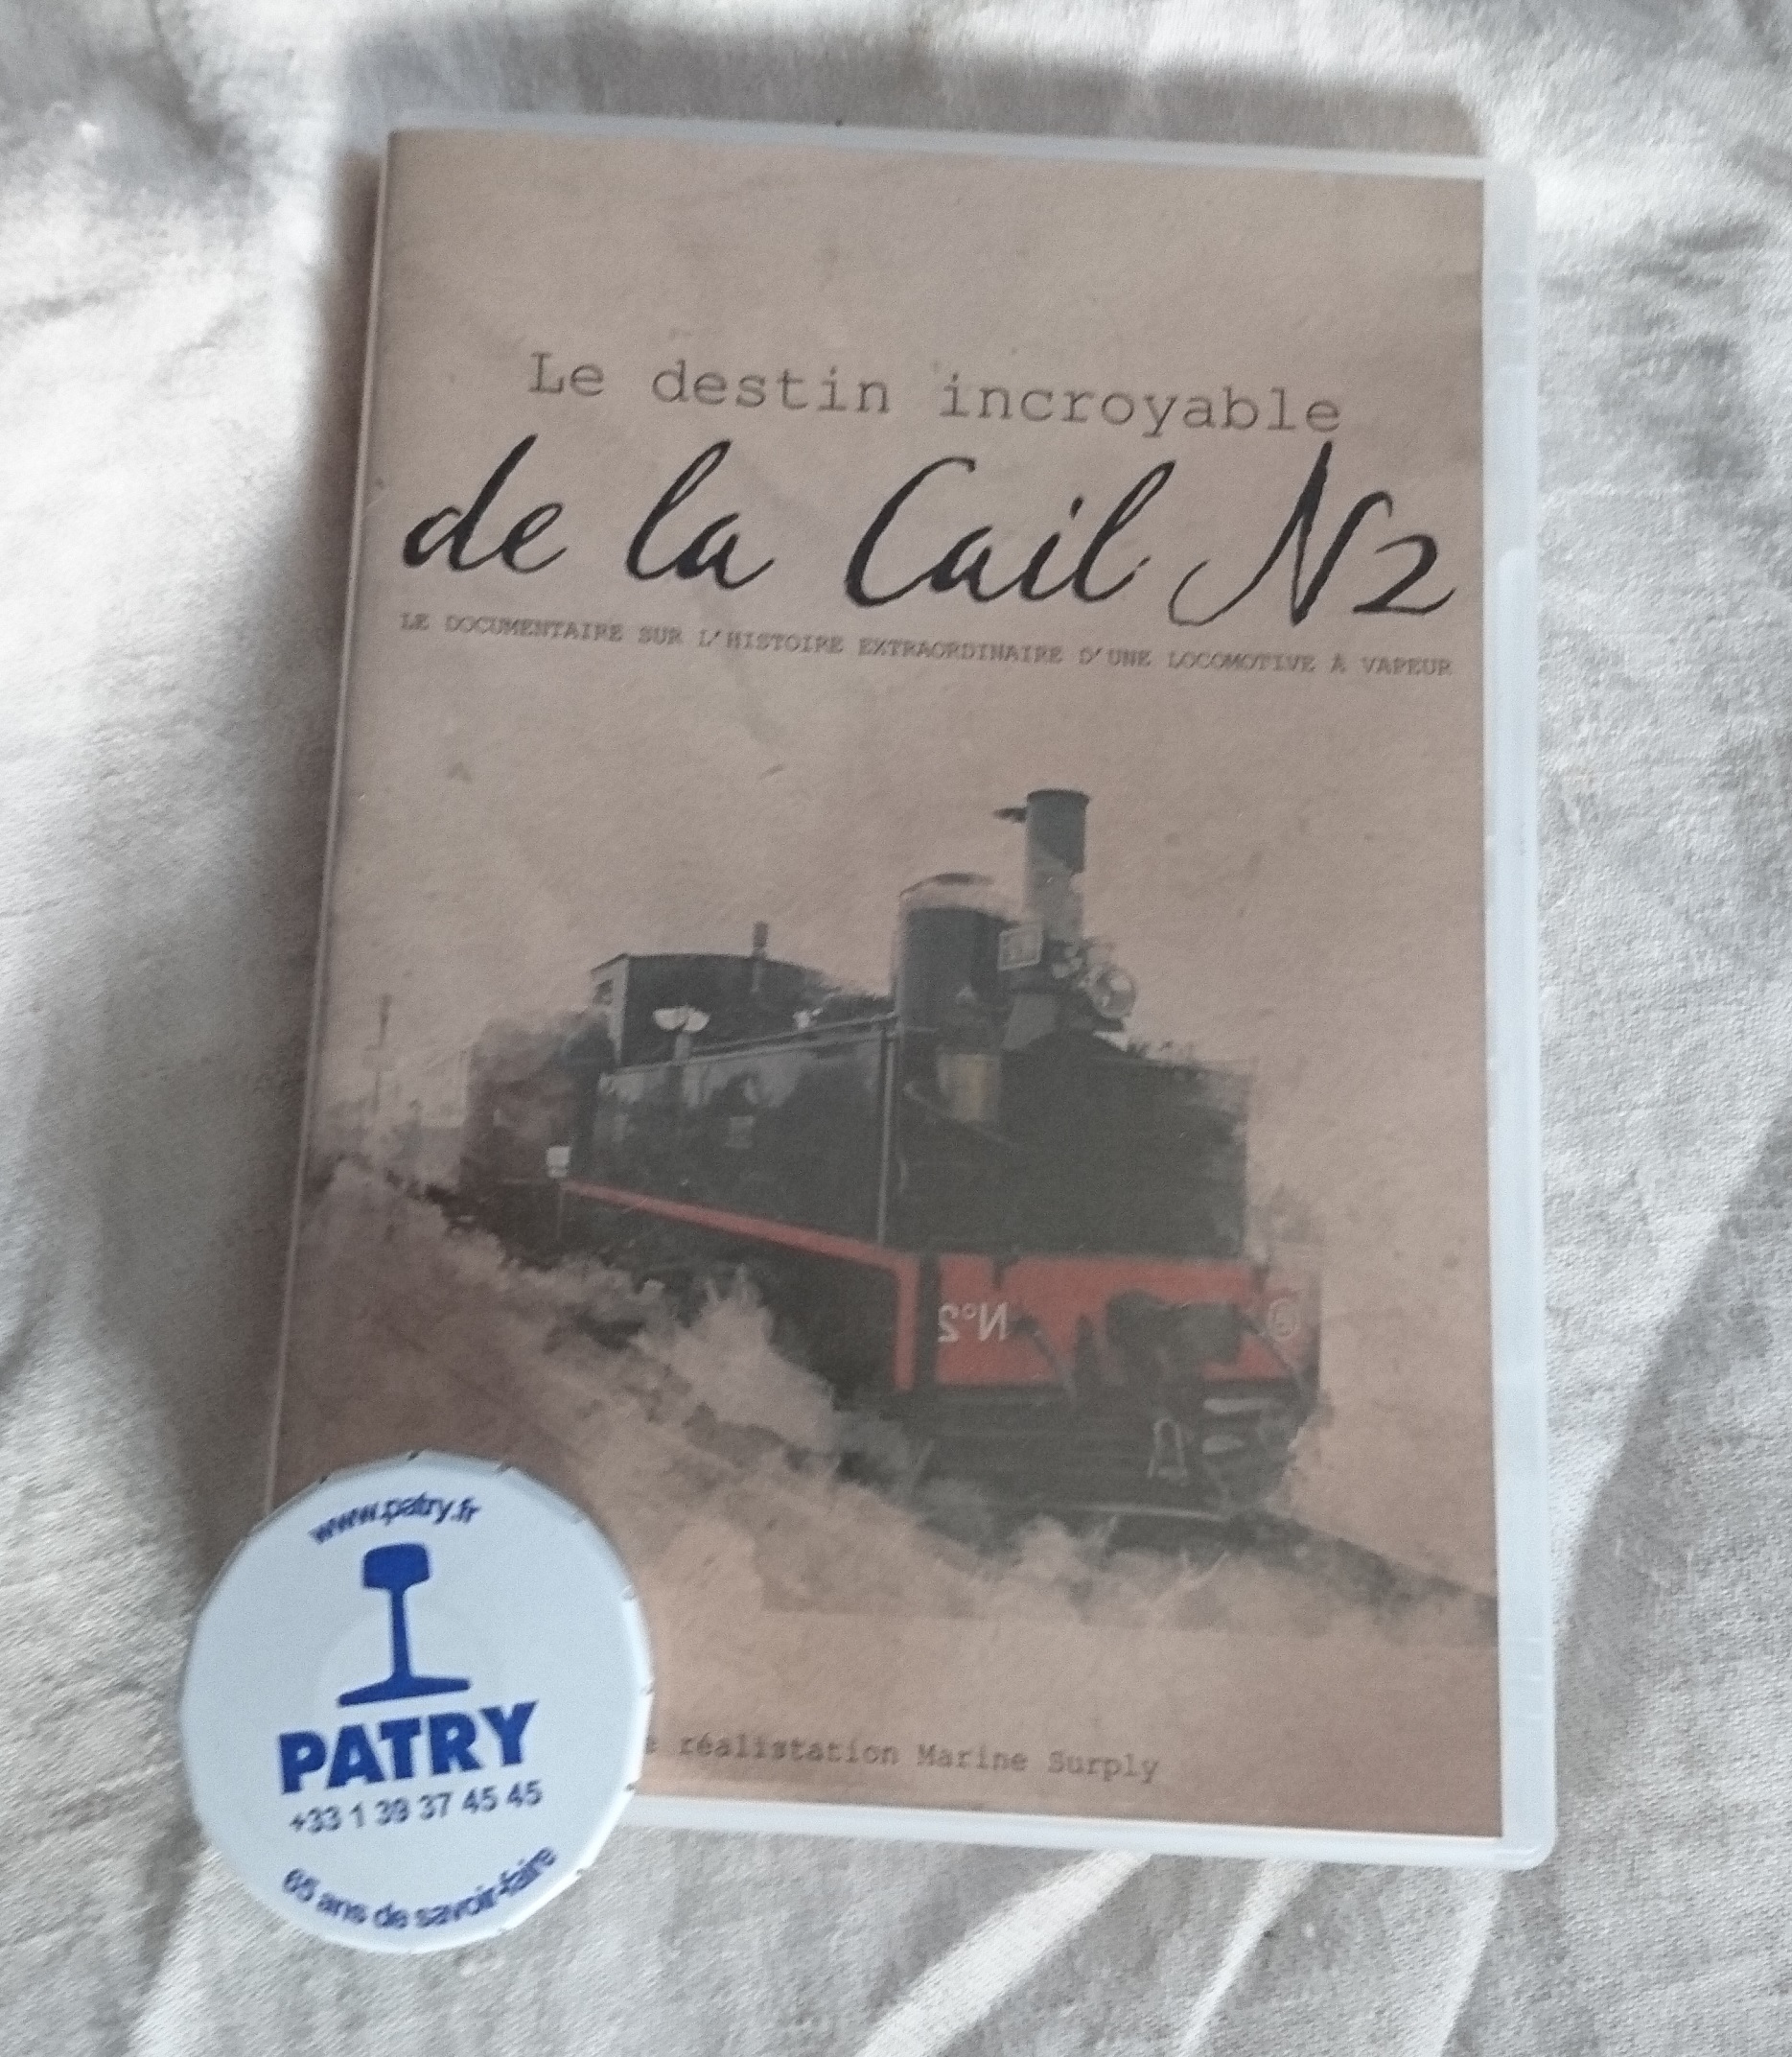 Le destin incroyable
de la Cail N2
LE DOCUMENTAIRE SUR L'HISTOIRE EXTRAORDINAIRE D'UNE LOCOMOTIVE À VAPEUR
N°2
réalistation Marine Surply
www.patry.fr
PATRY
+33 1 39 37 45 45
65 ans de savoir-faire